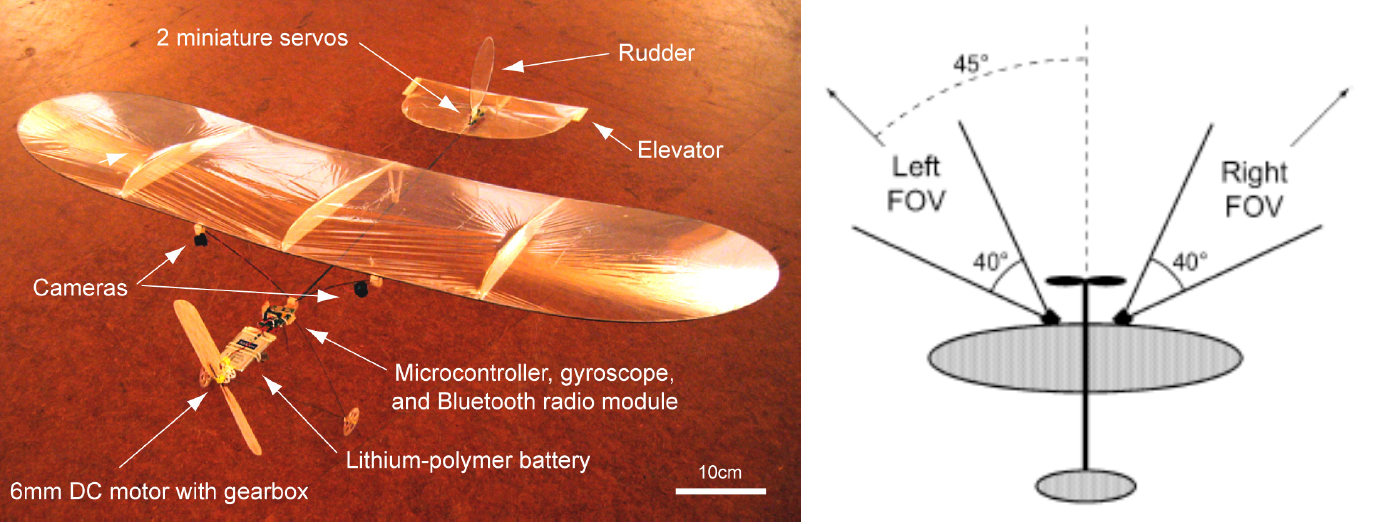 2 miniature servos
Rudder
Elevator
Cameras
Microcontroller, gyroscope,
and Bluetooth radio module
Lithium-polymer battery
10cm
6mm DC motor with gearbox
45°
Left
FOV
Right
FOV
40°
40°